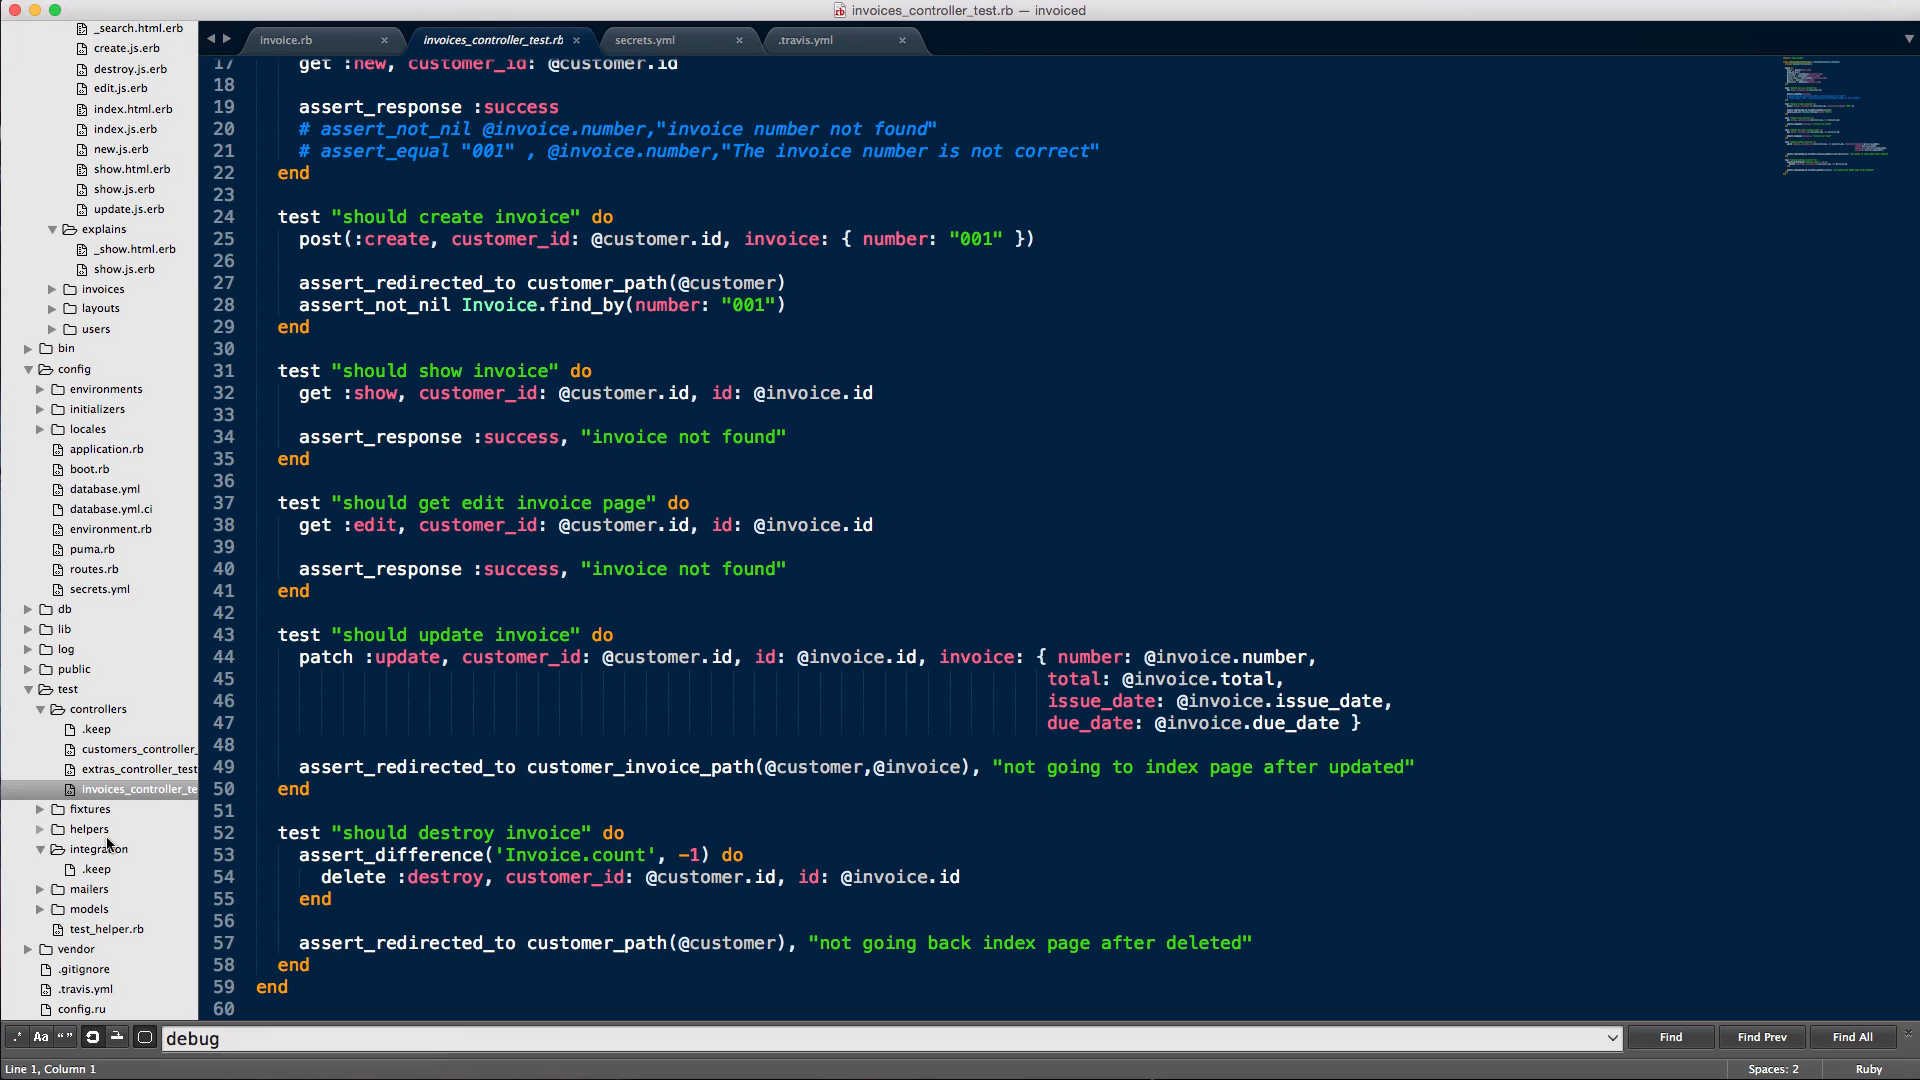 invoices_controller_test.rb — invoiced
invoice.rb
invoices_controller_test.rb
secrets.yml
.travis.yml
_search.html.erb
create.js.erb
destroy.js.erb
edit.js.erb
index.html.erb
index.js.erb
new.js.erb
show.html.erb
show.js.erb
update.js.erb
explains
_show.html.erb
show.js.erb
invoices
layouts
users
bin
config
environments
initializers
locales
application.rb
boot.rb
database.yml
database.yml.ci
environment.rb
puma.rb
routes.rb
secrets.yml
db
lib
log
public
test
controllers
.keep
customers_controller_
extras_controller_test
invoices_controller_te
fixtures
helpers
integration
.keep
mailers
models
test_helper.rb
vendor
.gitignore
.travis.yml
config.ru
17 get :new, customer_id: @customer.id
18
19 assert_response :success
20 # assert_not_nil @invoice.number,"invoice number not found"
21 # assert_equal "001" , @invoice.number,"The invoice number is not correct"
22 end
23
24 test "should create invoice" do
25 post(:create, customer_id: @customer.id, invoice: { number: "001" })
26
27 assert_redirected_to customer_path(@customer)
28 assert_not_nil Invoice.find_by(number: "001")
29 end
30
31 test "should show invoice" do
32 get :show, customer_id: @customer.id, id: @invoice.id
33
34 assert_response :success, "invoice not found"
35 end
36
37 test "should get edit invoice page" do
38 get :edit, customer_id: @customer.id, id: @invoice.id
39
40 assert_response :success, "invoice not found"
41 end
42
43 test "should update invoice" do
44 patch :update, customer_id: @customer.id, id: @invoice.id, invoice: { number: @invoice.number,
45 total: @invoice.total,
46 issue_date: @invoice.issue_date,
47 due_date: @invoice.due_date }
48
49 assert_redirected_to customer_invoice_path(@customer,@invoice), "not going to index page after updated"
50 end
51
52 test "should destroy invoice" do
53 assert_difference('Invoice.count', -1) do
54 delete :destroy, customer_id: @customer.id, id: @invoice.id
55 end
56
57 assert_redirected_to customer_path(@customer), "not going back index page after deleted"
58 end
59 end
60
.* Aa “” debug Find Find Prev Find All
Line 1, Column 1 Spaces: 2 Ruby